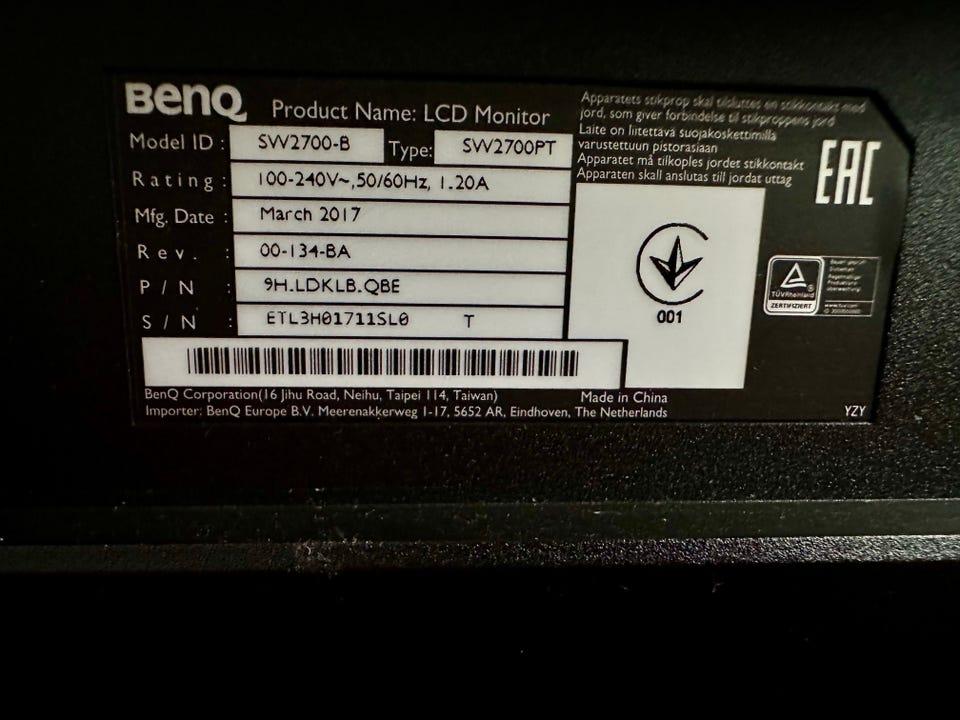 BenQ
Product Name: LCD Monitor
Model ID : SW2700-B Type: SW2700PT
Rating : 100-240V~,50/60Hz, 1.20A
Mfg. Date : March 2017
Rev. : 00-134-BA
P/N : 9H.LDKLB.QBE
S/N : ETL3H01711SL0 T
Apparatets stikprop skal tilsluttes en stikkontakt med
jord, som giver forbindelse til stikproppens jord
Laite on liitettävä suojakoskettimilla
varustettuun pistorasiaan
Apparatet må tilkoples jordet stikkontakt
Apparaten skall anslutas till jordat uttag
EAC
001
TÜVRheinland
ZERTIFIZIERT
BenQ Corporation(16 Jihu Road, Neihu, Taipei 114, Taiwan)
Made in China
Importer: BenQ Europe B.V. Meerenakkerweg 1-17, 5652 AR, Eindhoven, The Netherlands
YZY